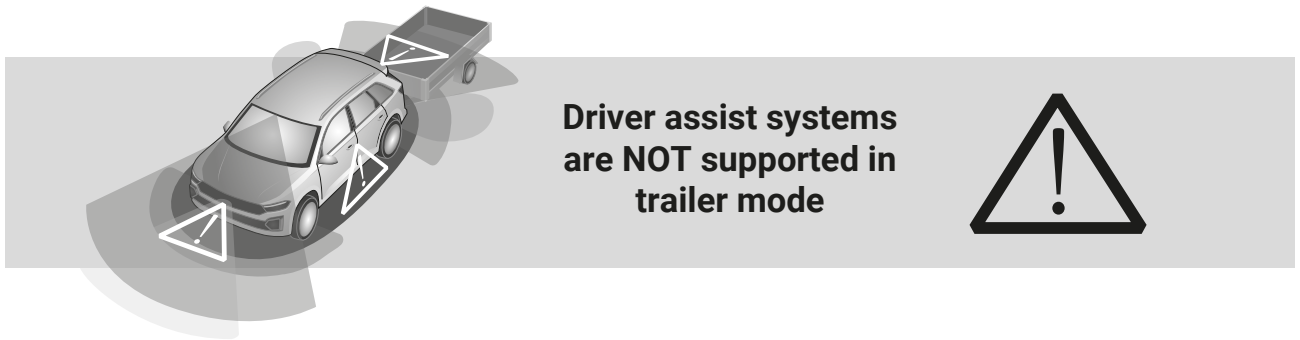 Driver assist systems
are NOT supported in
trailer mode